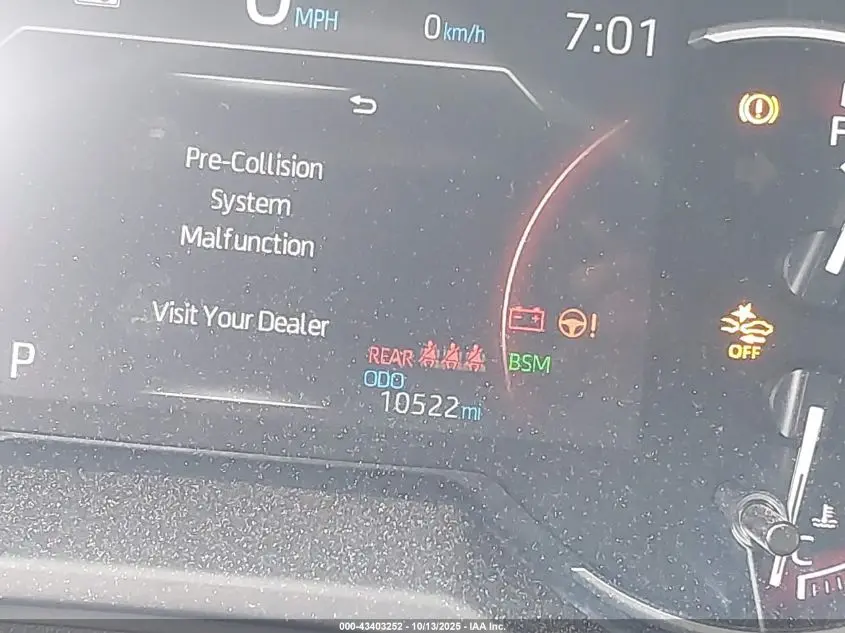 0 MPH
0 km/h
7:01
Pre-Collision
System
Malfunction
Visit Your Dealer
P
REAR
BSM
ODO
10522 mi
OFF
F
C
000-43403252 - 10/13/2025 - IAA Inc.